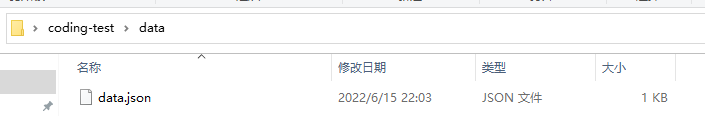 coding-test > data
名称 修改日期 类型 大小
data.json 2022/6/15 22:03 JSON 文件 1 KB